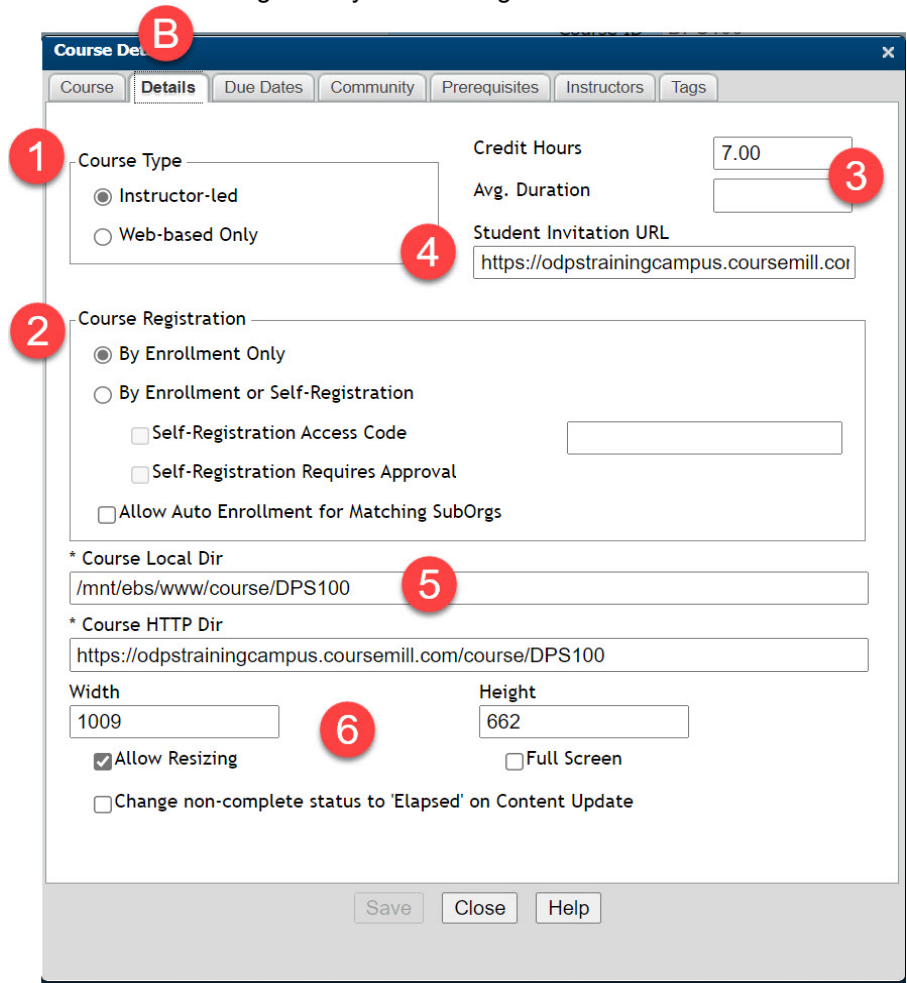 B
Course De
x
Course Details Due Dates Community Prerequisites Instructors Tags
1
Course Type
Instructor-led
Web-based Only
Credit Hours 7.00
3
Avg. Duration
4
Student Invitation URL
https://odpstrainingcampus.coursemill.cor
2
Course Registration
By Enrollment Only
By Enrollment or Self-Registration
Self-Registration Access Code
Self-Registration Requires Approval
Allow Auto Enrollment for Matching SubOrgs
* Course Local Dir
/mnt/ebs/www/course/DPS100
5
* Course HTTP Dir
https://odpstrainingcampus.coursemill.com/course/DPS100
Width Height
1009 662
6
Allow Resizing Full Screen
Change non-complete status to 'Elapsed' on Content Update
Save Close Help